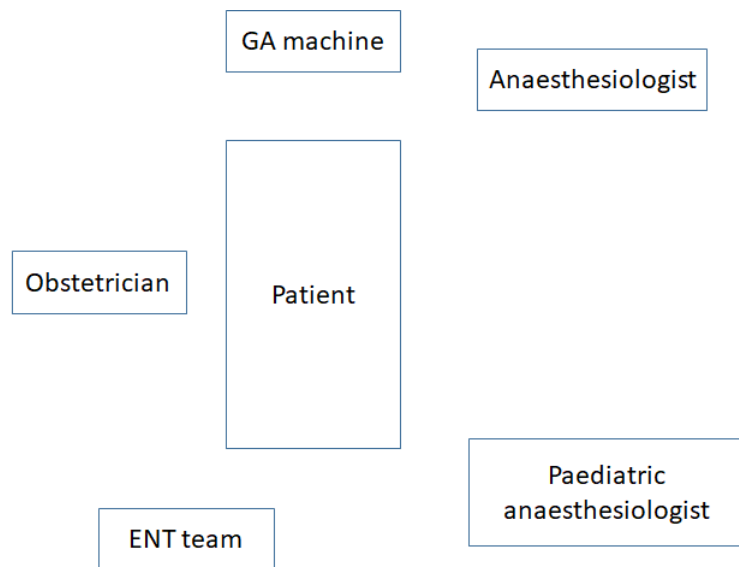 GA machine
Anaesthesiologist
Obstetrician
Patient
Paediatric
anaesthesiologist
ENT team